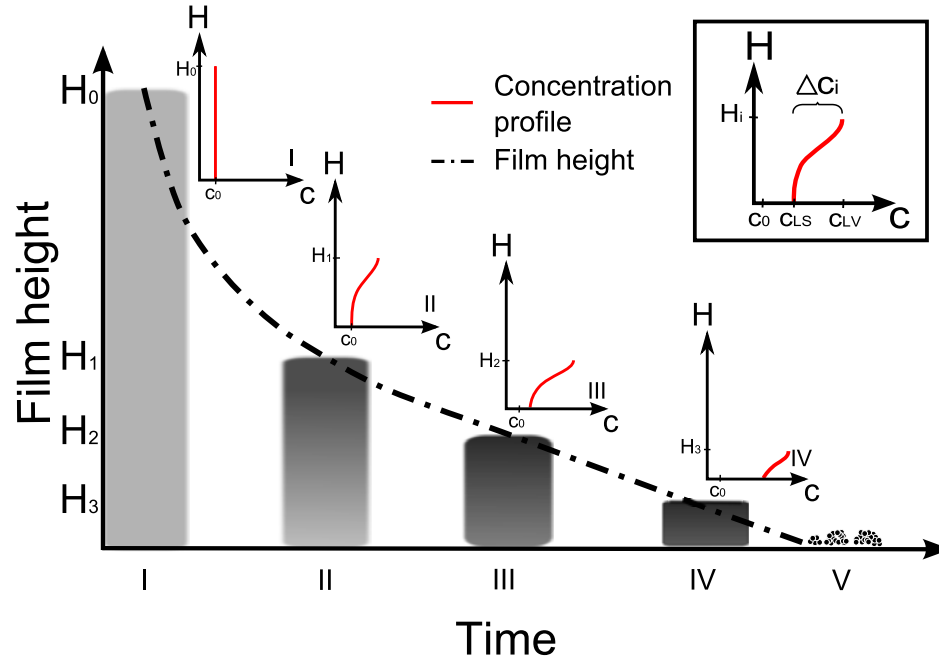 Film height
H₀
H₁
H₂
H₃
H
H₀
I
c₀
C
H
H₁
II
c₀
C
H
H₂
III
c₀
C
H
H₃
IV
c₀
C
Concentration
profile
Film height
H
△Ci
Hi
c₀ CLS CLV C
I II III IV V
Time